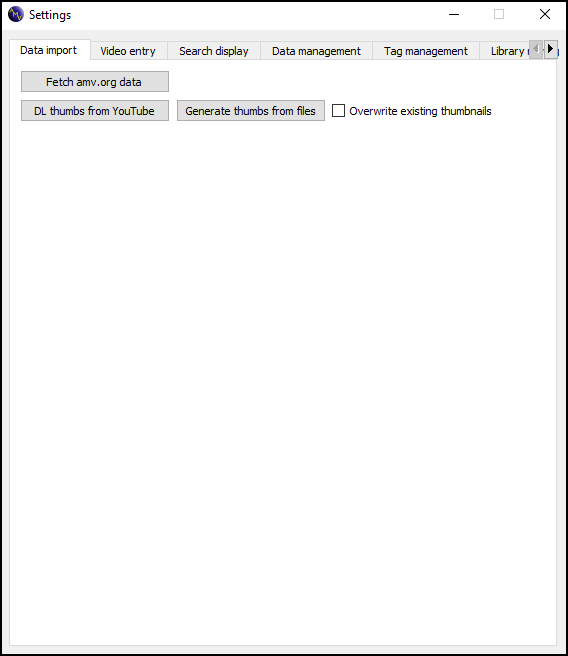 Settings
Data import Video entry Search display Data management Tag management Library
Fetch amv.org data
DL thumbs from YouTube Generate thumbs from files Overwrite existing thumbnails